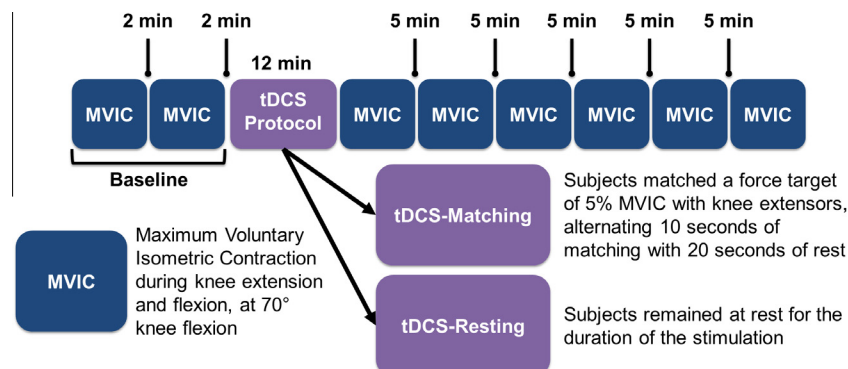 2 min 2 min 5 min 5 min 5 min 5 min 5 min
12 min
MVIC MVIC tDCS Protocol MVIC MVIC MVIC MVIC MVIC MVIC
Baseline
tDCS-Matching
Subjects matched a force target
of 5% MVIC with knee extensors,
alternating 10 seconds of
matching with 20 seconds of rest
MVIC
Maximum Voluntary
Isometric Contraction
during knee extension
and flexion, at 70°
knee flexion
tDCS-Resting
Subjects remained at rest for the
duration of the stimulation